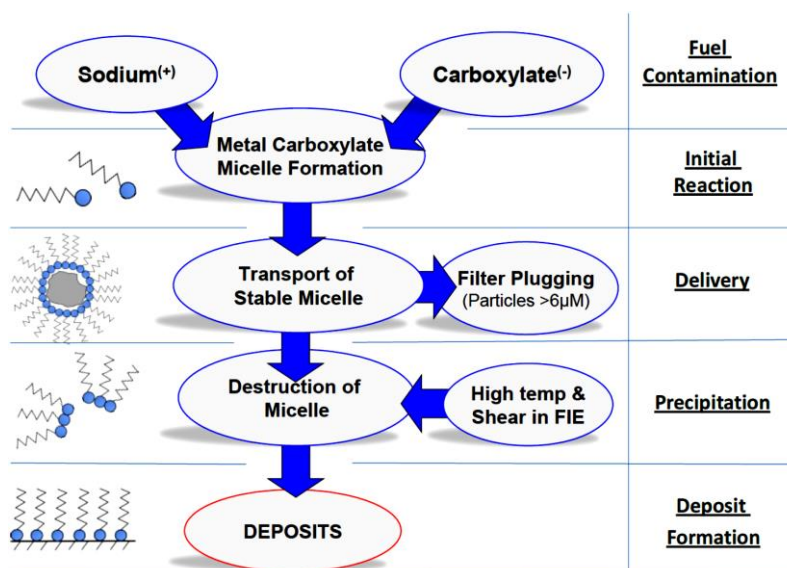 Sodium(+)
Carboxylate(-)
Fuel
Contamination
Metal Carboxylate
Micelle Formation
Initial
Reaction
Transport of
Stable Micelle
Filter Plugging
(Particles >6µM)
Delivery
Destruction of
Micelle
High temp &
Shear in FIE
Precipitation
DEPOSITS
Deposit
Formation